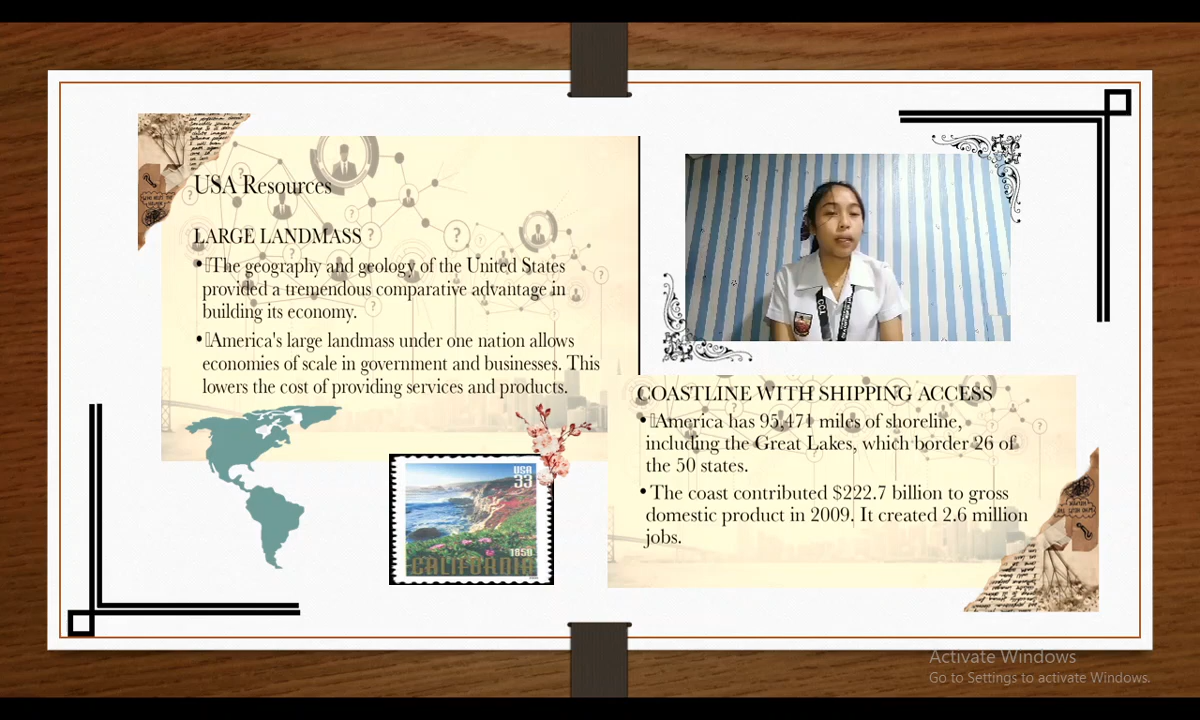 USA Resources
LARGE LANDMASS
•The geography and geology of the United States
provided a tremendous comparative advantage in
building its economy.
•America's large landmass under one nation allows
economies of scale in government and businesses. This
lowers the cost of providing services and products.
USA
33
1850
CALIFORNIA
CCA
COASTLINE WITH SHIPPING ACCESS
•America has 95,471 miles of shoreline,
including the Great Lakes, which border 26 of
the 50 states.
•The coast contributed $222.7 billion to gross
domestic product in 2009. It created 2.6 million
jobs.
Activate Windows
Go to Settings to activate Windows.